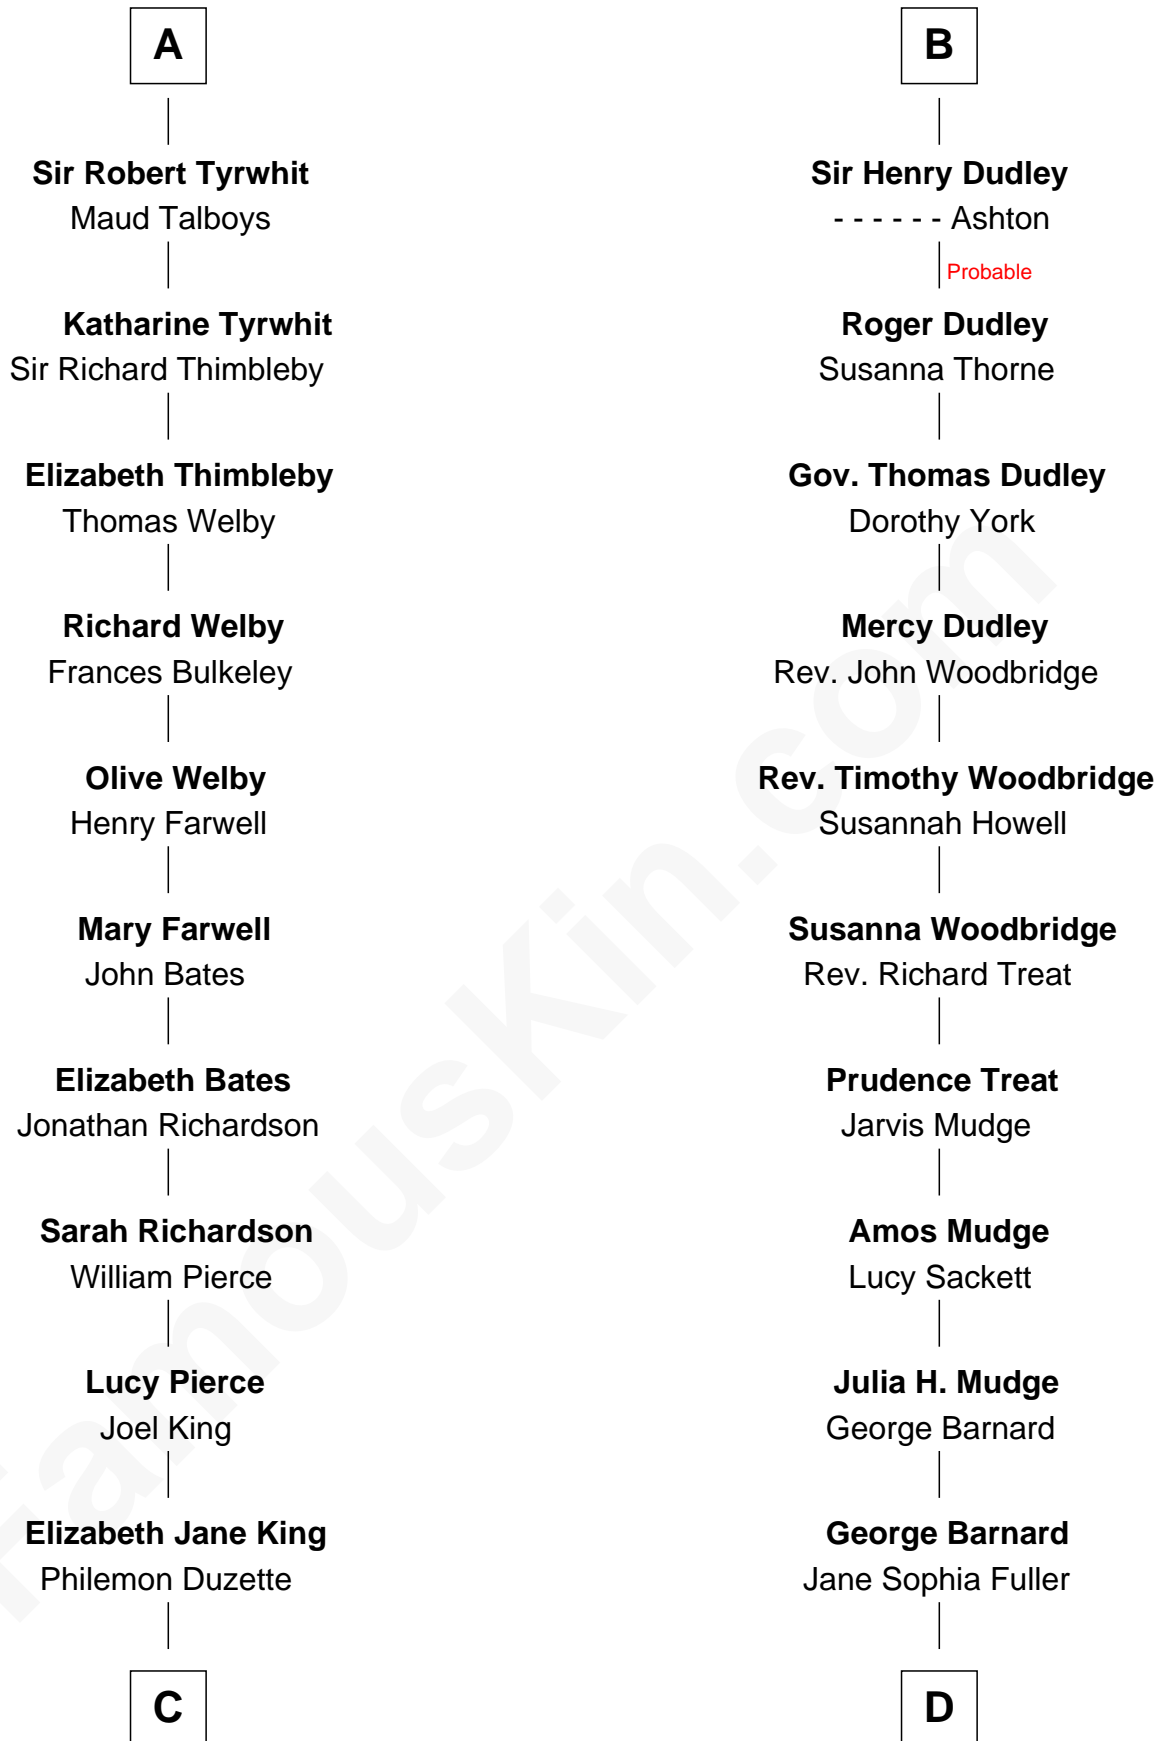 A
Sir Robert Tyrwhit
Maud Talboys
Katharine Tyrwhit
Sir Richard Thimbleby
Elizabeth Thimbleby
Thomas Welby
Richard Welby
Frances Bulkeley
Olive Welby
Henry Farwell
Mary Farwell
John Bates
Elizabeth Bates
Jonathan Richardson
Sarah Richardson
William Pierce
Lucy Pierce
Joel King
Elizabeth Jane King
Philemon Duzette
C
B
Sir Henry Dudley
- - - - - - Ashton
Probable
Roger Dudley
Susanna Thorne
Gov. Thomas Dudley
Dorothy York
Mercy Dudley
Rev. John Woodbridge
Rev. Timothy Woodbridge
Susannah Howell
Susanna Woodbridge
Rev. Richard Treat
Prudence Treat
Jarvis Mudge
Amos Mudge
Lucy Sackett
Julia H. Mudge
George Barnard
George Barnard
Jane Sophia Fuller
D
FamousKin.com